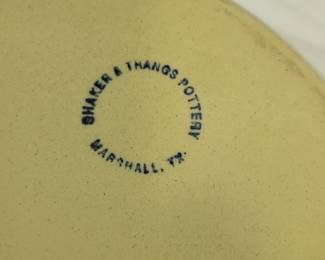 SHAKER & THANGS POTTERY
MARSHALL, TX.